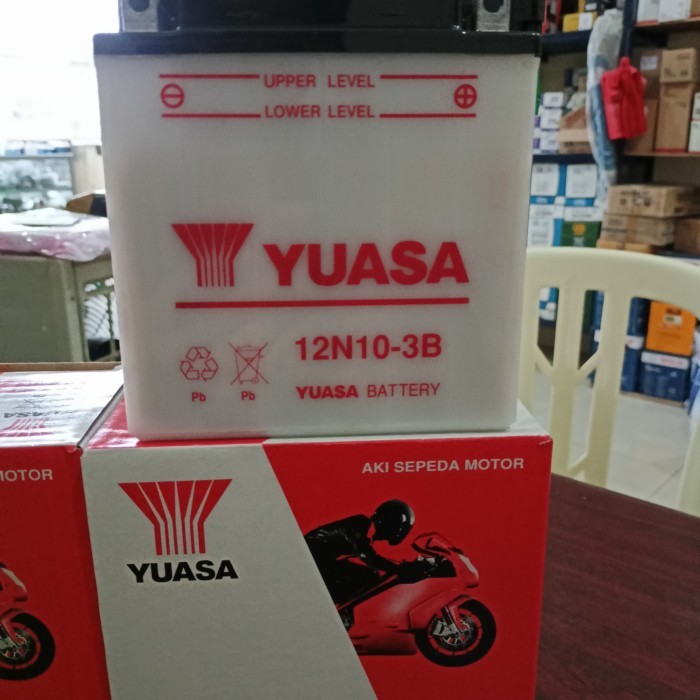 UPPER LEVEL
LOWER LEVEL
YUASA
12N10-3B
Pb Pb
YUASA BATTERY
AKI SEPEDA MOTOR
YUASA
MOTOR